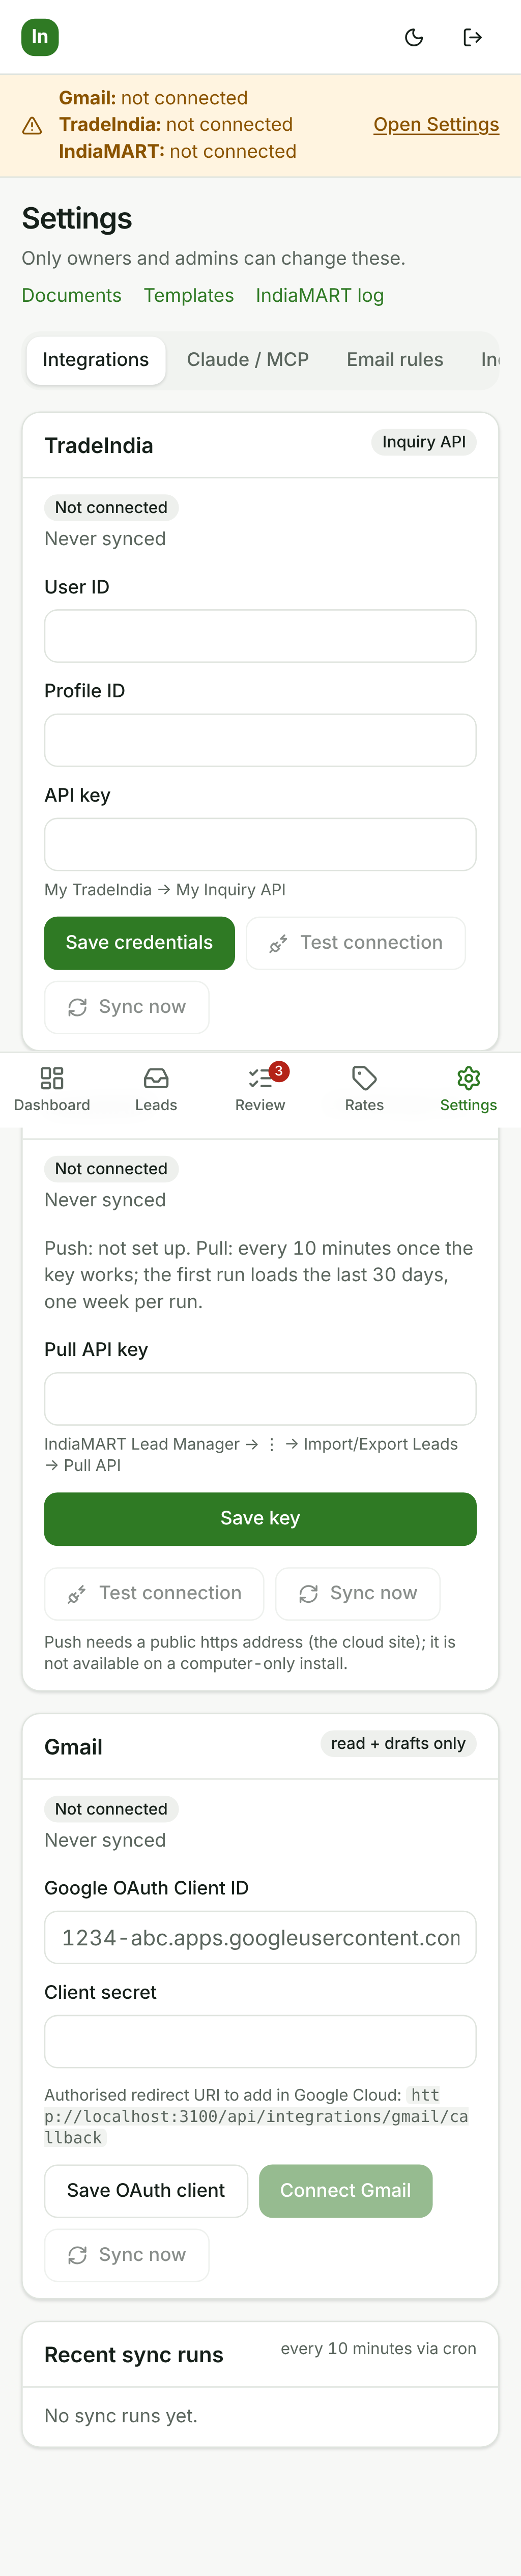 In
Gmail: not connected
TradeIndia: not connected
IndiaMART: not connected
Open Settings
Settings
Only owners and admins can change these.
Documents Templates IndiaMART log
Integrations Claude / MCP Email rules In
TradeIndia Inquiry API
Not connected
Never synced
User ID
Profile ID
API key
My TradeIndia → My Inquiry API
Save credentials Test connection
Sync now
3
Dashboard Leads Review Rates Settings
Not connected
Never synced
Push: not set up. Pull: every 10 minutes once the
key works; the first run loads the last 30 days,
one week per run.
Pull API key
IndiaMART Lead Manager → ⋮ → Import/Export Leads
→ Pull API
Save key
Test connection Sync now
Push needs a public https address (the cloud site); it is
not available on a computer-only install.
Gmail read + drafts only
Not connected
Never synced
Google OAuth Client ID
1234-abc.apps.googleusercontent.com
Client secret
Authorised redirect URI to add in Google Cloud: htt
p://localhost:3100/api/integrations/gmail/ca
llback
Save OAuth client Connect Gmail
Sync now
Recent sync runs every 10 minutes via cron
No sync runs yet.